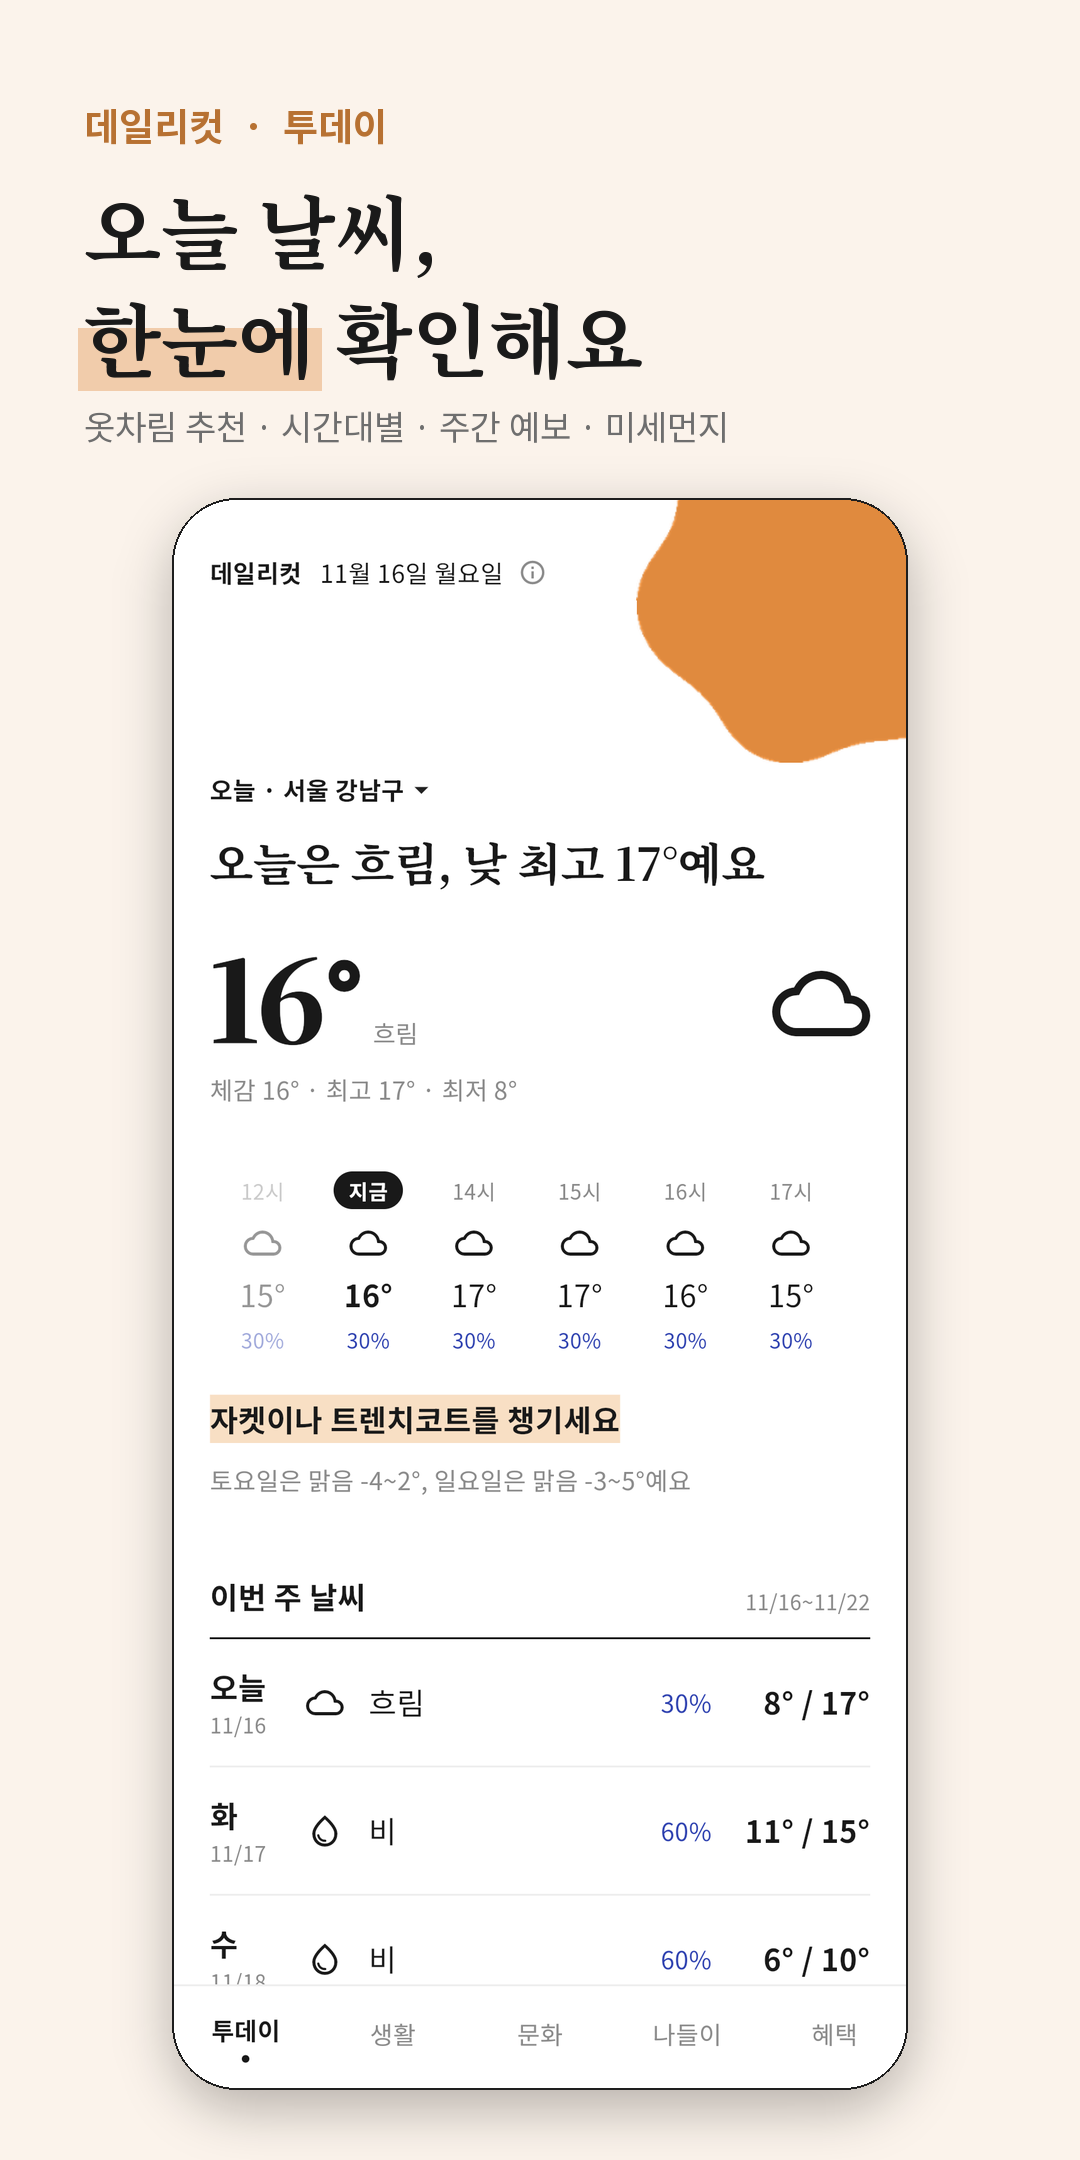 데일리컷 · 투데이
오늘 날씨,
한눈에 확인해요
옷차림 추천 · 시간대별 · 주간 예보 · 미세먼지
데일리컷 11월 16일 월요일
오늘 · 서울 강남구
오늘은 흐림, 낮 최고 17°예요
16° 흐림
체감 16° · 최고 17° · 최저 8°
12시 지금 14시 15시 16시 17시
15° 16° 17° 17° 16° 15°
30% 30% 30% 30% 30% 30%
자켓이나 트렌치코트를 챙기세요
토요일은 맑음 -4~2°, 일요일은 맑음 -3~5°예요
이번 주 날씨 11/16~11/22
오늘 흐림 30% 8° / 17°
11/16
화 비 60% 11° / 15°
11/17
수 비 60% 6° / 10°
11/18
투데이 생활 문화 나들이 혜택